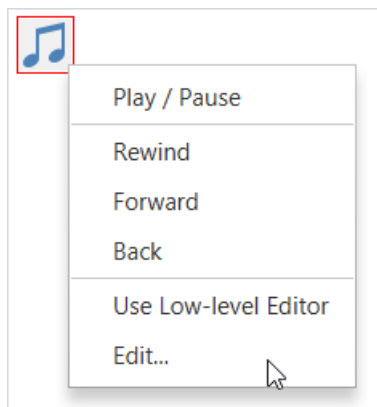 Play / Pause
Rewind
Forward
Back
Use Low-level Editor
Edit...